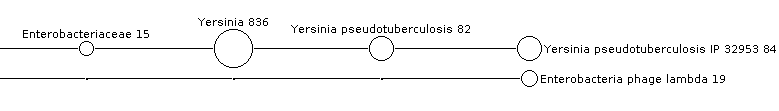 Yersinia 836
Yersinia pseudotuberculosis 82
Enterobacteriaceae 15
Yersinia pseudotuberculosis IP 32953 84
Enterobacteria phage lambda 19